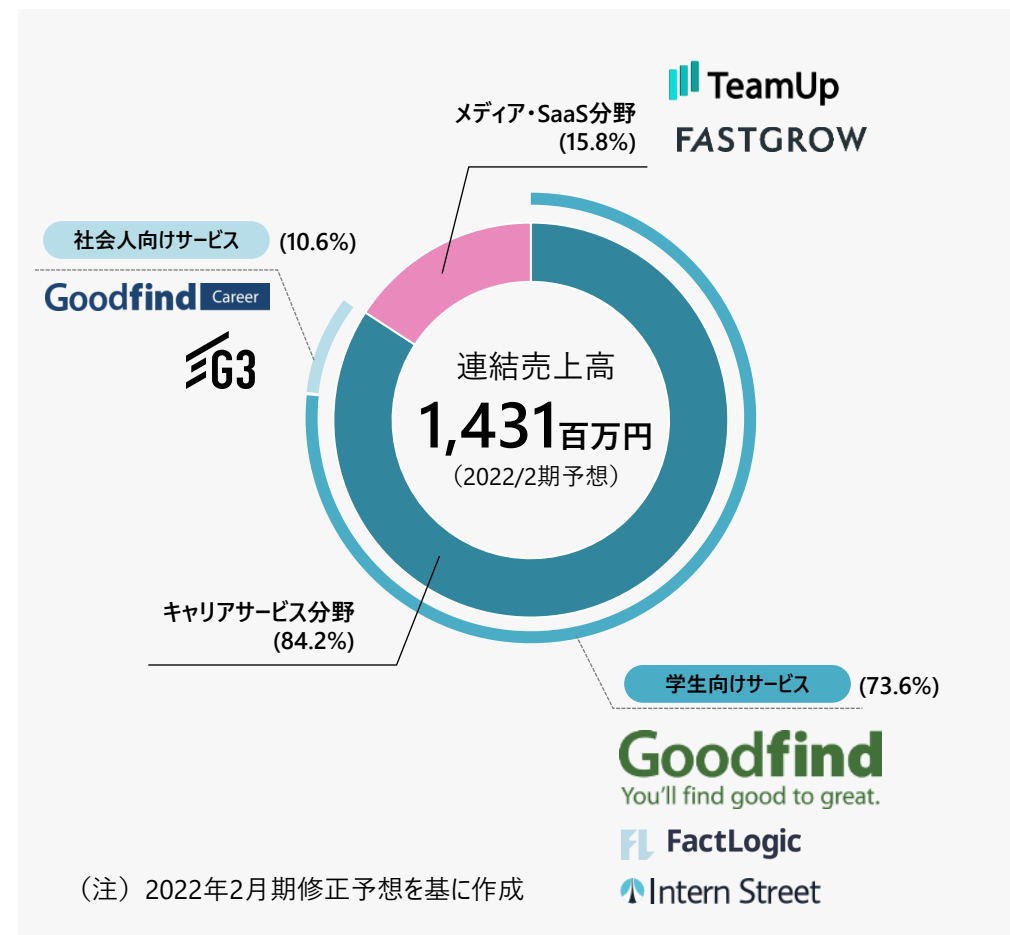 TeamUp
メディア・SaaS分野
(15.8%)
FASTGROW
社会人向けサービス (10.6%)
Goodfind Career
G3
連結売上高
1,431百万円
（2022/2期予想）
キャリアサービス分野
(84.2%)
学生向けサービス (73.6%)
Goodfind
You'll find good to great.
FL FactLogic
Intern Street
（注）2022年2月期修正予想を基に作成